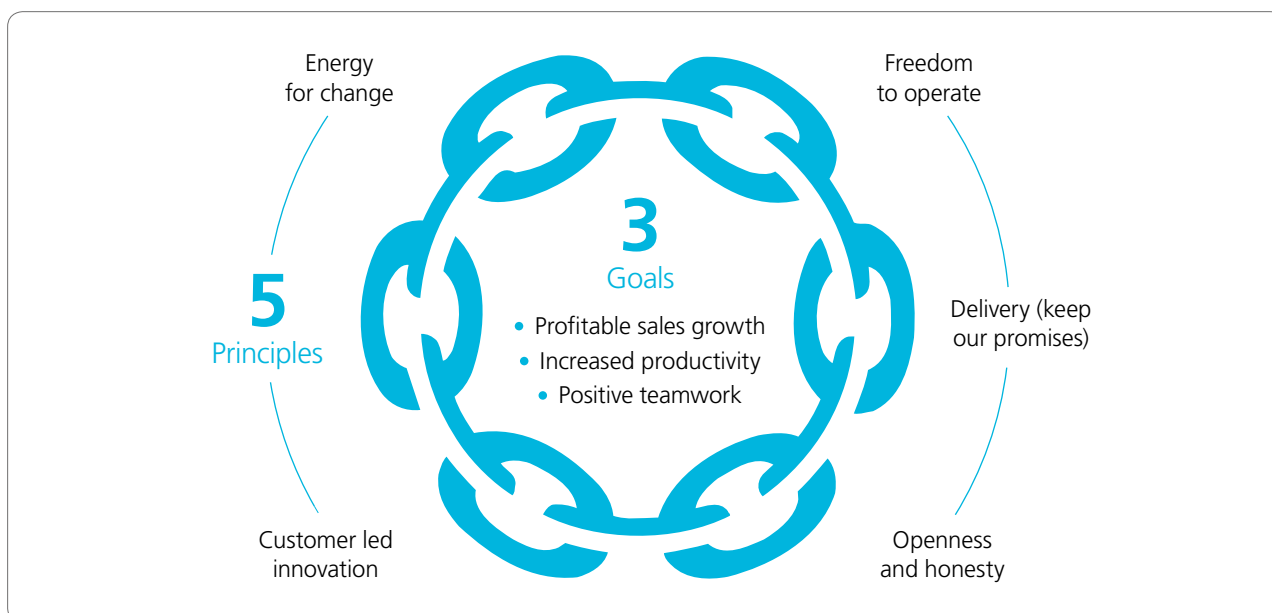 Energy
for change
Freedom
to operate
3
Goals
5
Principles
• Profitable sales growth
• Increased productivity
• Positive teamwork
Delivery (keep
our promises)
Customer led
innovation
Openness
and honesty